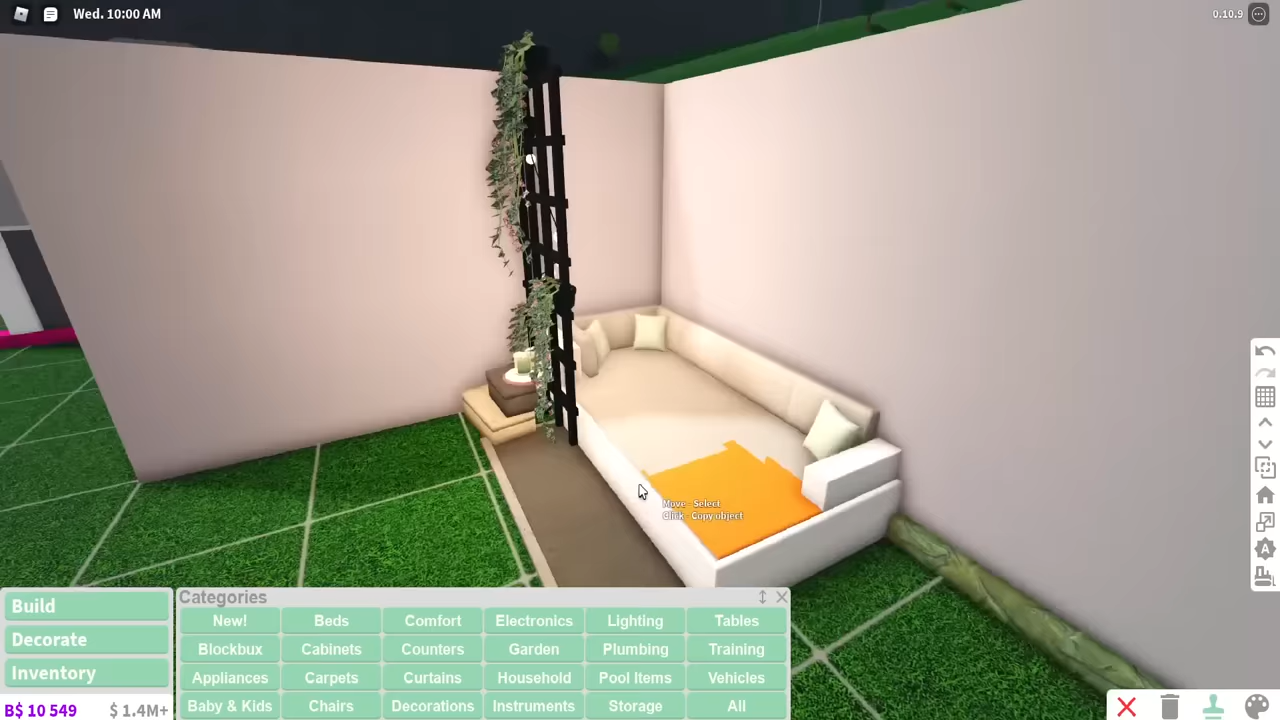 Wed. 10:00 AM
0.10.9
Move - Select
Click - Copy object
Build
Decorate
Inventory
B$ 10 549 $ 1.4M+
Categories
New! Beds Comfort Electronics Lighting Tables
Blockbux Cabinets Counters Garden Plumbing Training
Appliances Carpets Curtains Household Pool Items Vehicles
Baby & Kids Chairs Decorations Instruments Storage All
A